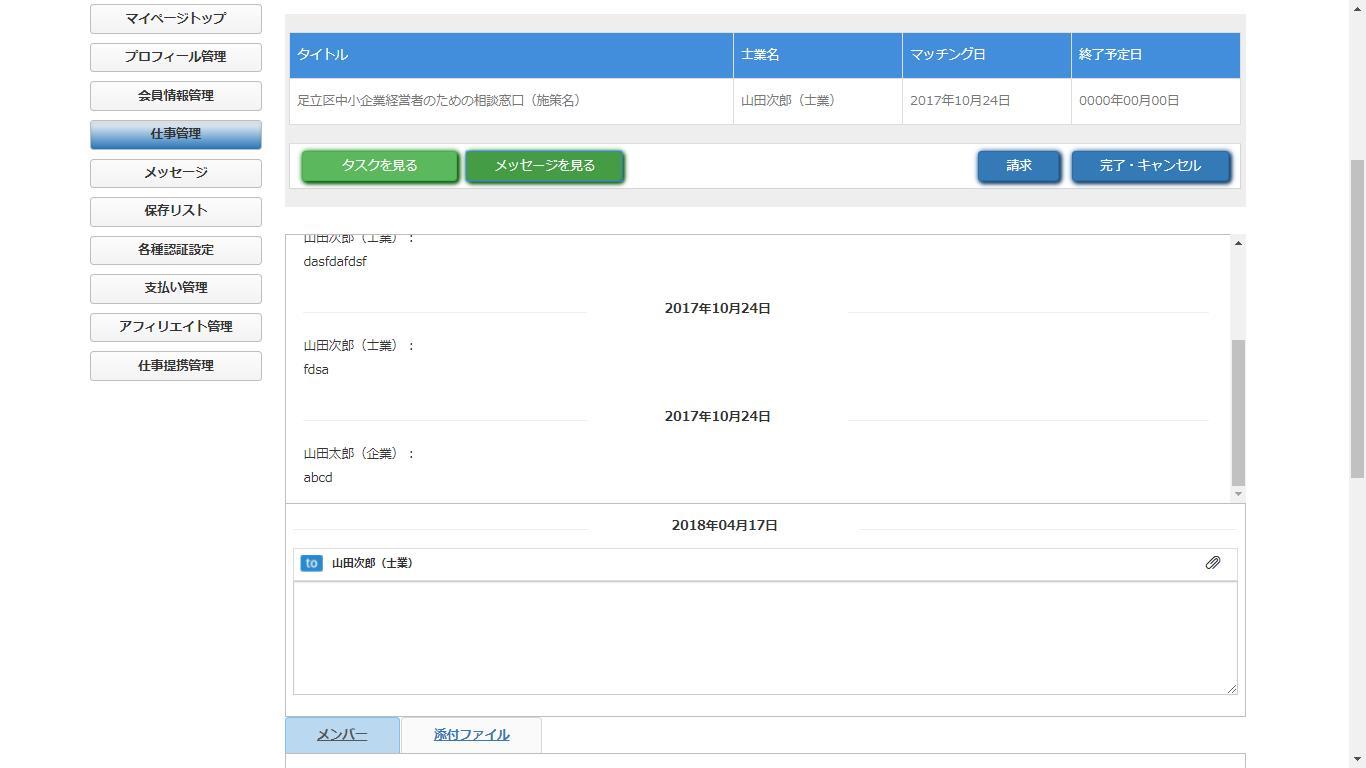 マイページトップ
プロフィール管理
会員情報管理
仕事管理
メッセージ
保存リスト
各種認証設定
支払い管理
アフィリエイト管理
仕事提携管理
タイトル 士業名 マッチング日 終了予定日
足立区中小企業経営者のための相談窓口（施策名） 山田次郎（士業） 2017年10月24日 0000年00月00日
タスクを見る メッセージを見る 請求 完了・キャンセル
山田次郎（士業）：
dasfdafdsf
2017年10月24日
山田次郎（士業）：
fdsa
2017年10月24日
山田太郎（企業）：
abcd
2018年04月17日
to 山田次郎（士業）
メンバー 添付ファイル